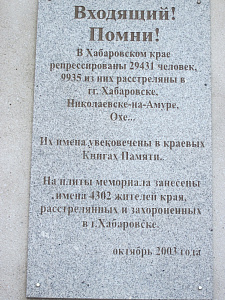 Входящий!
Помни!
В Хабаровском крае
репрессированы 29431 человек,
9935 из них расстреляны в
гг. Хабаровске,
Николаевске-на-Амуре,
Охе...
Их имена увековечены в краевых
Книгах Памяти.
На плиты мемориала занесены
имена 4302 жителей края,
расстрелянных и захороненных
в г.Хабаровске.
октябрь 2003 года